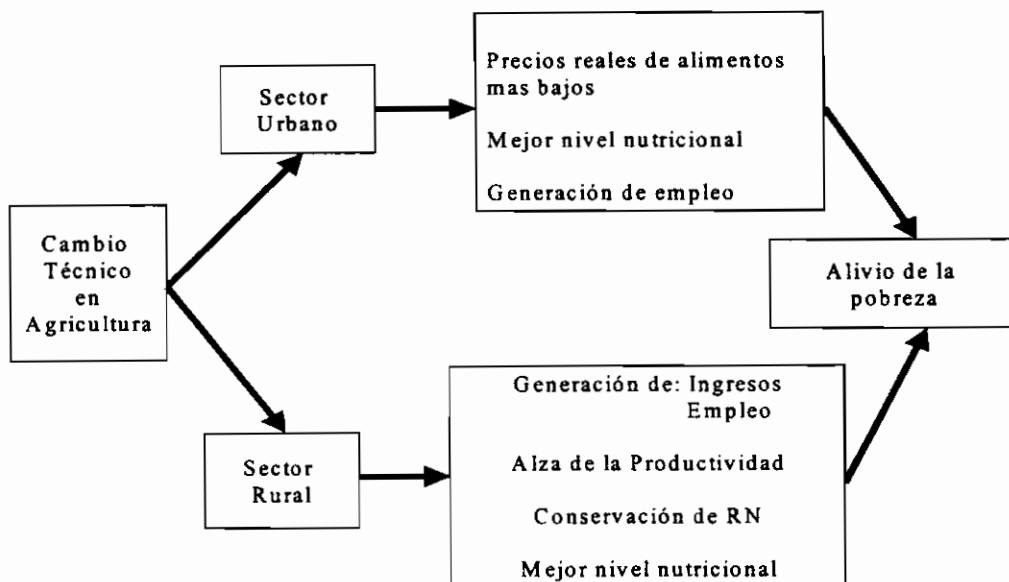 Cambio
Técnico
en
Agricultura
Sector
Urbano
Precios reales de alimentos
mas bajos
Mejor nivel nutricional
Generación de empleo
Sector
Rural
Generación de: Ingresos
Empleo
Alza de la Productividad
Conservación de RN
Mejor nivel nutricional
Alivio de la
pobreza